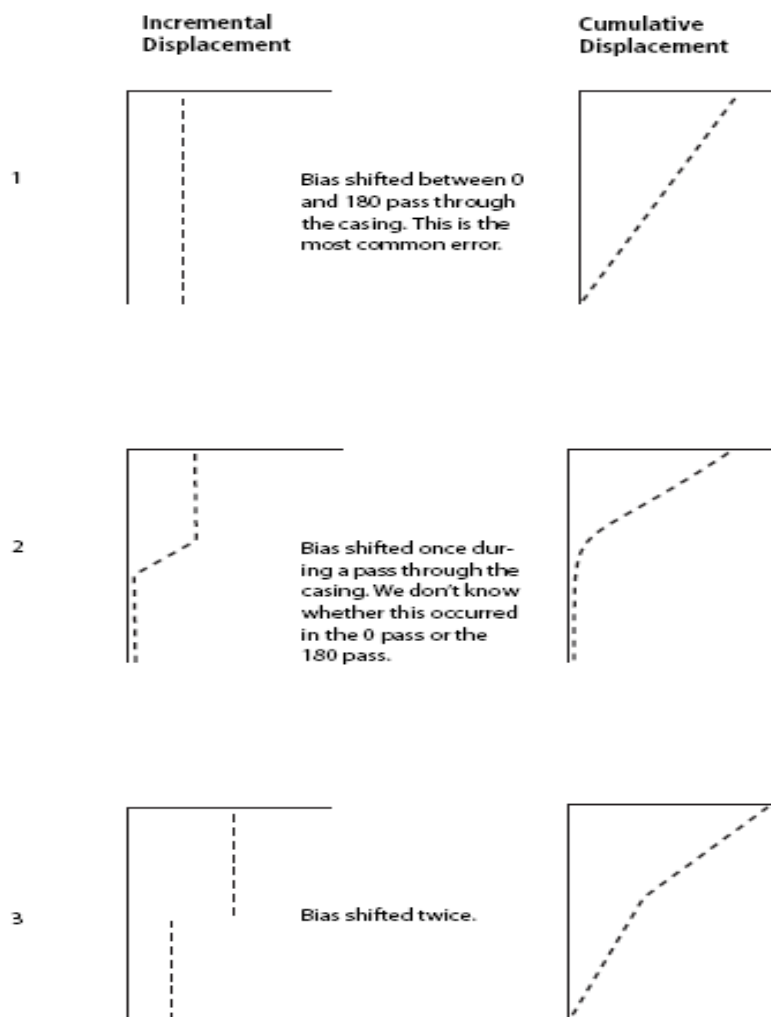 Incremental
Displacement
Cumulative
Displacement
1
Bias shifted between 0
and 180 pass through
the casing. This is the
most common error.
2
Bias shifted once dur-
ing a pass through the
casing. We don't know
whether this occurred
in the 0 pass or the
180 pass.
3
Bias shifted twice.